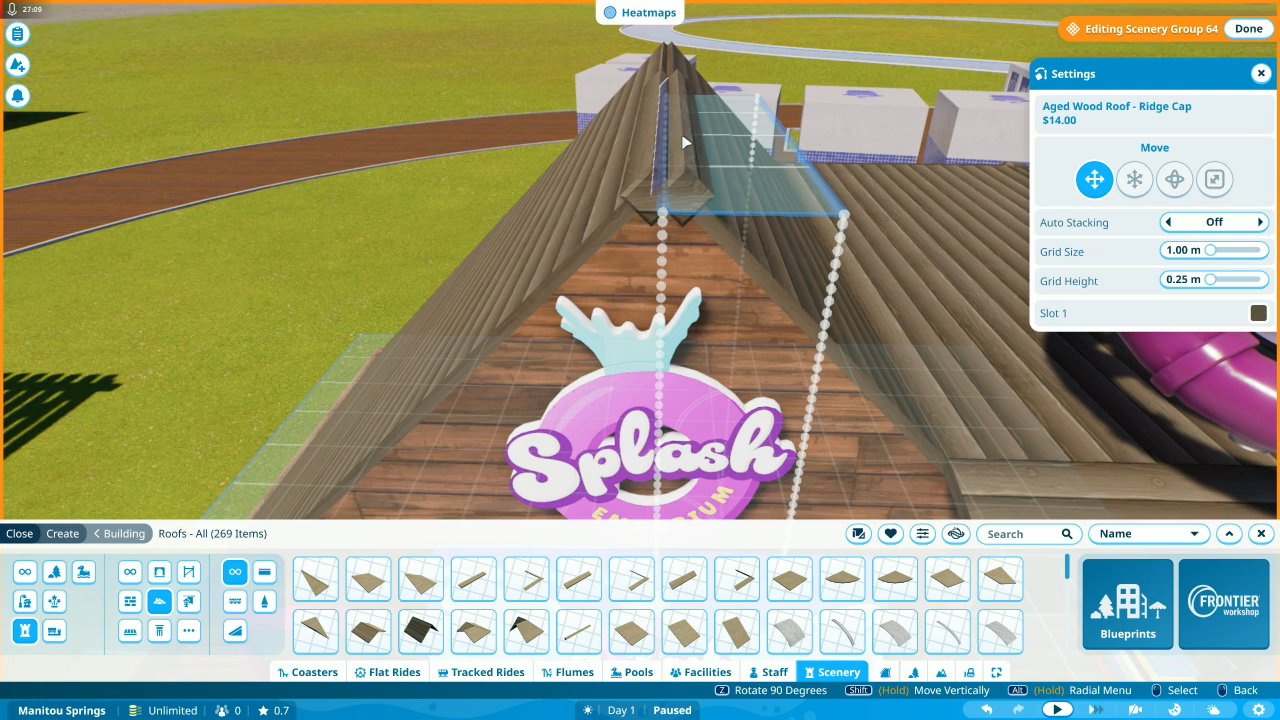 27:09
Heatmaps
Editing Scenery Group 64
Done
Settings
Aged Wood Roof - Ridge Cap
$14.00
Move
Auto Stacking
Off
Grid Size
1.00 m
Grid Height
0.25 m
Slot 1
Splash
EMPORIUM
Close
Create
Building
Roofs - All (269 Items)
Search
Name
Blueprints
FRONTIER
workshop
Coasters
Flat Rides
Tracked Rides
Flumes
Pools
Facilities
Staff
Scenery
Z Rotate 90 Degrees
Shift (Hold) Move Vertically
Alt (Hold) Radial Menu
Select
Back
Manitou Springs
Unlimited
0
0.7
Day 1
Paused